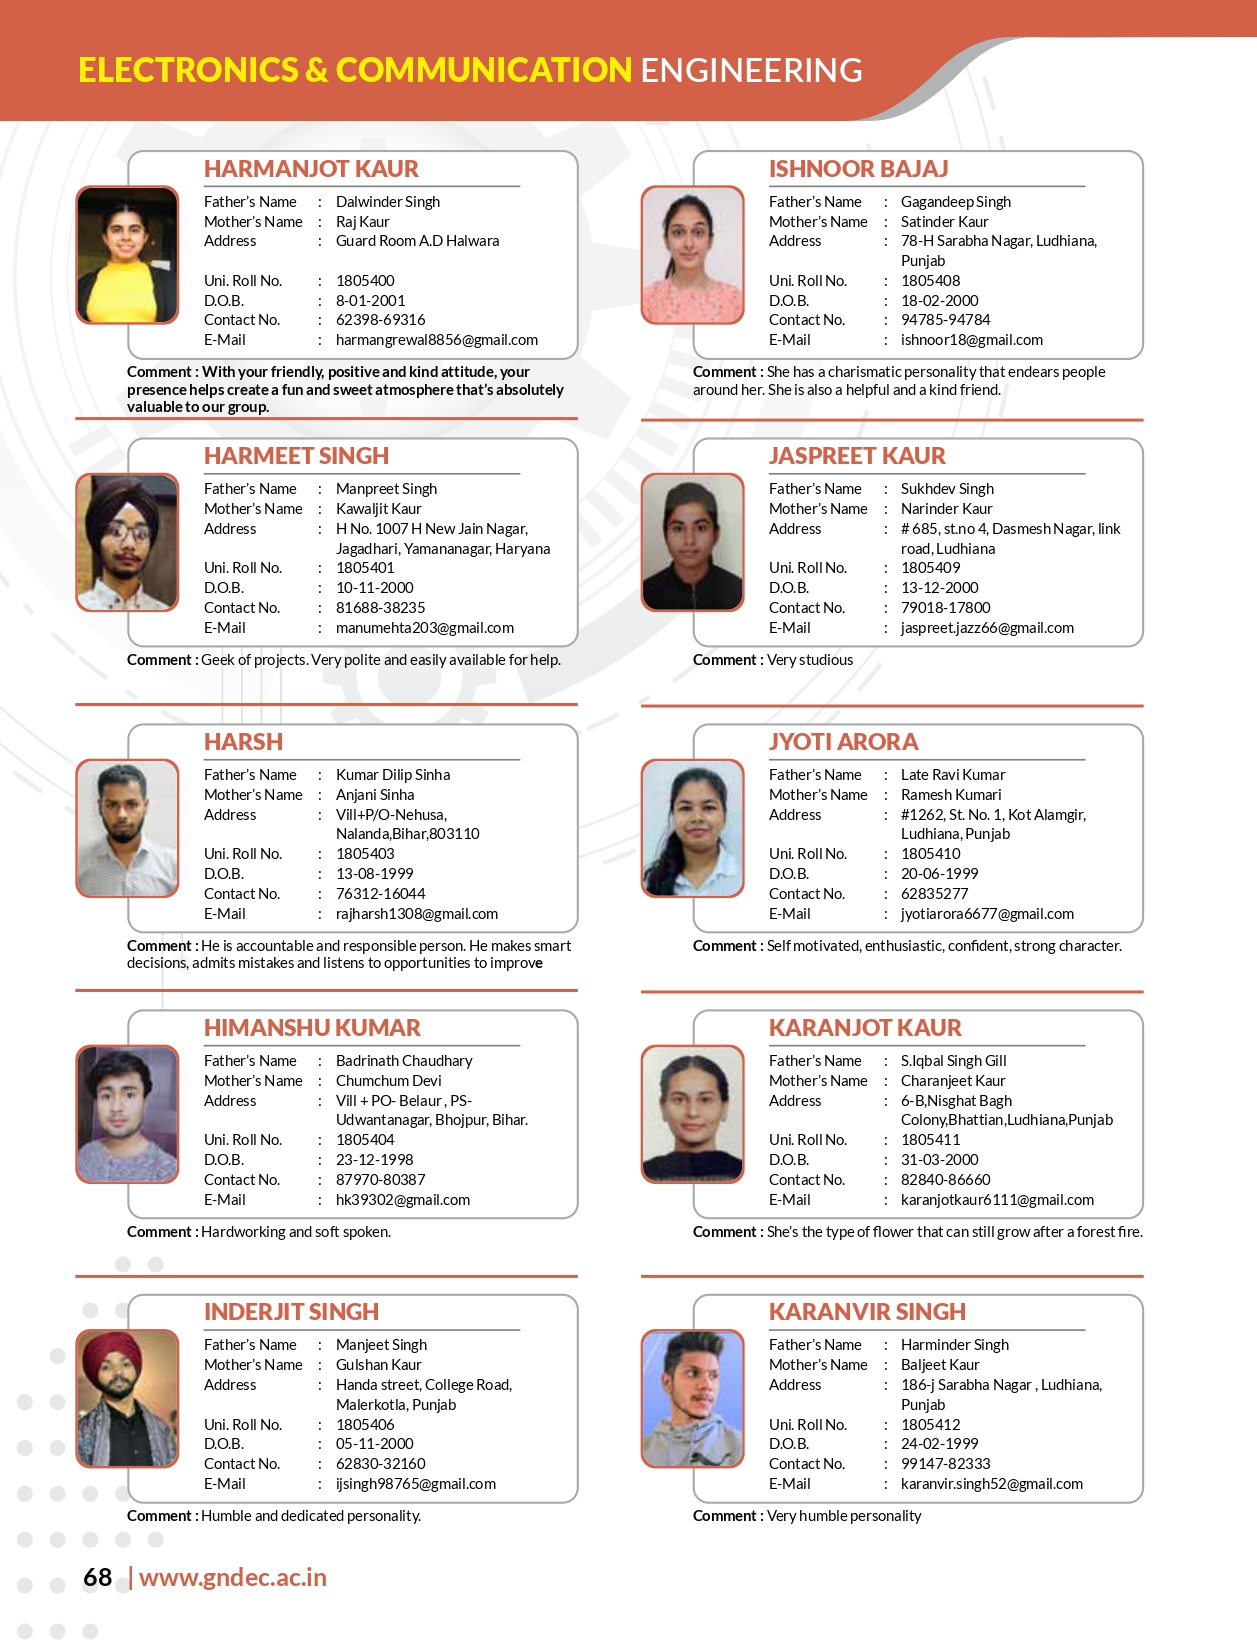 ELECTRONICS & COMMUNICATION ENGINEERING
HARMANJOT KAUR
Father's Name : Dalwinder Singh
Mother's Name : Raj Kaur
Address : Guard Room A.D Halwara
Uni. Roll No. : 1805400
D.O.B. : 8-01-2001
Contact No. : 62398-69316
E-Mail : harmangrewal8856@gmail.com
Comment : With your friendly, positive and kind attitude, your
presence helps create a fun and sweet atmosphere that's absolutely
valuable to our group.
HARMEET SINGH
Father's Name : Manpreet Singh
Mother's Name : Kawaljit Kaur
Address : H No. 1007 H New Jain Nagar,
Jagadhari, Yamananagar, Haryana
Uni. Roll No. : 1805401
D.O.B. : 10-11-2000
Contact No. : 81688-38235
E-Mail : manumehta203@gmail.com
Comment : Geek of projects. Very polite and easily available for help.
HARSH
Father's Name : Kumar Dilip Sinha
Mother's Name : Anjani Sinha
Address : Vill+P/O-Nehusa,
Nalanda,Bihar,803110
Uni. Roll No. : 1805403
D.O.B. : 13-08-1999
Contact No. : 76312-16044
E-Mail : rajharsh1308@gmail.com
Comment : He is accountable and responsible person. He makes smart
decisions, admits mistakes and listens to opportunities to improve
HIMANSHU KUMAR
Father's Name : Badrinath Chaudhary
Mother's Name : Chumchum Devi
Address : Vill + PO- Belaur , PS-
Udwantanagar, Bhojpur, Bihar.
Uni. Roll No. : 1805404
D.O.B. : 23-12-1998
Contact No. : 87970-80387
E-Mail : hk39302@gmail.com
Comment : Hardworking and soft spoken.
INDERJIT SINGH
Father's Name : Manjeet Singh
Mother's Name : Gulshan Kaur
Address : Handa street, College Road,
Malerkotla, Punjab
Uni. Roll No. : 1805406
D.O.B. : 05-11-2000
Contact No. : 62830-32160
E-Mail : ijsingh98765@gmail.com
Comment : Humble and dedicated personality.
ISHNOOR BAJAJ
Father's Name : Gagandeep Singh
Mother's Name : Satinder Kaur
Address : 78-H Sarabha Nagar, Ludhiana,
Punjab
Uni. Roll No. : 1805408
D.O.B. : 18-02-2000
Contact No. : 94785-94784
E-Mail : ishnoor18@gmail.com
Comment : She has a charismatic personality that endears people
around her. She is also a helpful and a kind friend.
JASPREET KAUR
Father's Name : Sukhdev Singh
Mother's Name : Narinder Kaur
Address : # 685, st.no 4, Dasmesh Nagar, link
road, Ludhiana
Uni. Roll No. : 1805409
D.O.B. : 13-12-2000
Contact No. : 79018-17800
E-Mail : jaspreet.jazz66@gmail.com
Comment : Very studious
JYOTI ARORA
Father's Name : Late Ravi Kumar
Mother's Name : Ramesh Kumari
Address : #1262, St. No. 1, Kot Alamgir,
Ludhiana, Punjab
Uni. Roll No. : 1805410
D.O.B. : 20-06-1999
Contact No. : 62835277
E-Mail : jyotiarora6677@gmail.com
Comment : Self motivated, enthusiastic, confident, strong character.
KARANJOT KAUR
Father's Name : S.Iqbal Singh Gill
Mother's Name : Charanjeet Kaur
Address : 6-B,Nisghat Bagh
Colony,Bhattian,Ludhiana,Punjab
Uni. Roll No. : 1805411
D.O.B. : 31-03-2000
Contact No. : 82840-86660
E-Mail : karanjotkaur6111@gmail.com
Comment : She's the type of flower that can still grow after a forest fire.
KARANVIR SINGH
Father's Name : Harminder Singh
Mother's Name : Baljeet Kaur
Address : 186-j Sarabha Nagar , Ludhiana,
Punjab
Uni. Roll No. : 1805412
D.O.B. : 24-02-1999
Contact No. : 99147-82333
E-Mail : karanvir.singh52@gmail.com
Comment : Very humble personality
68 | www.gndec.ac.in